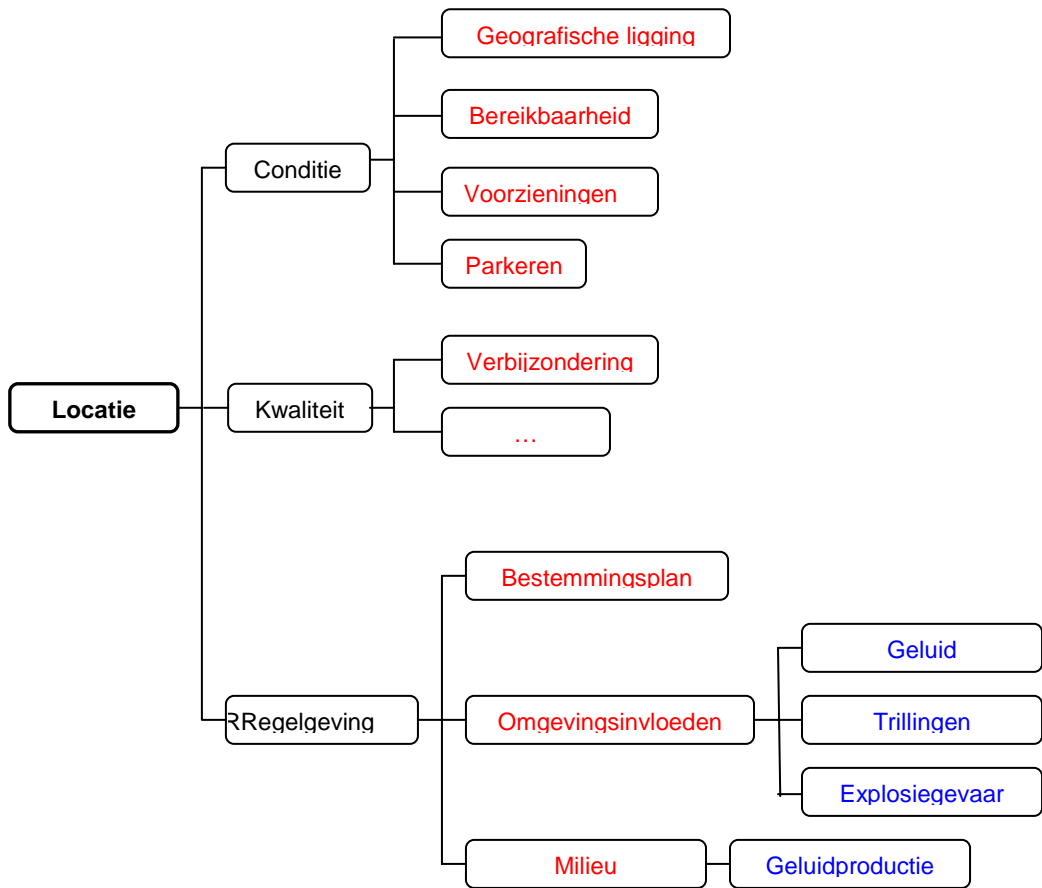 Geografische ligging
Bereikbaarheid
Conditie
Voorzieningen
Parkeren
Verbijzondering
Locatie
Kwaliteit
...
Bestemmingsplan
Geluid
RRegelgeving
Omgevingsinvloeden
Trillingen
Explosiegevaar
Milieu
Geluidproductie